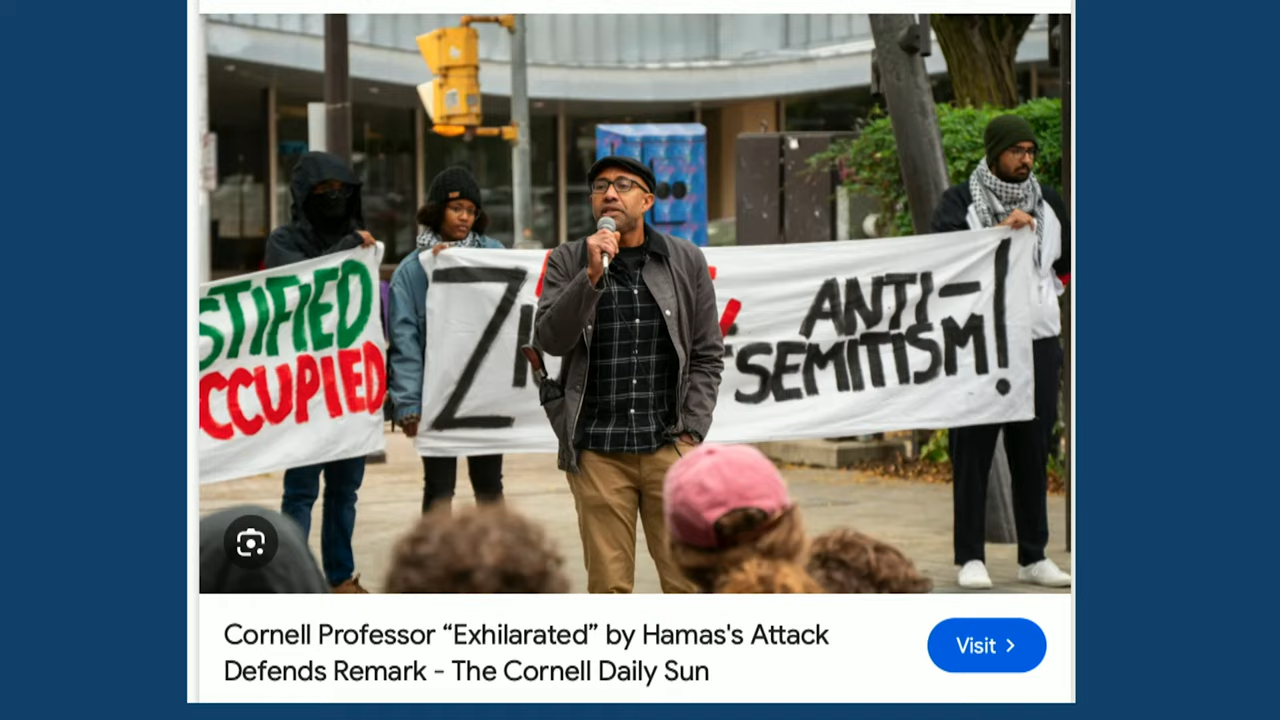 STIFIED
CCUPIED
ANTI-
SEMITISM!
Cornell Professor “Exhilarated” by Hamas's Attack
Defends Remark - The Cornell Daily Sun
Visit >